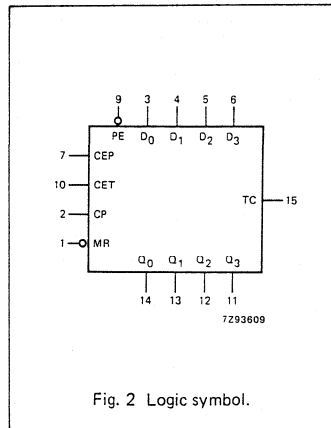 9 3 4 5 6
PE D0 D1 D2 D3
7 CEP
10 CET
TC 15
2 CP
1 MR
Q0 Q1 Q2 Q3
14 13 12 11
7Z93609
Fig. 2 Logic symbol.